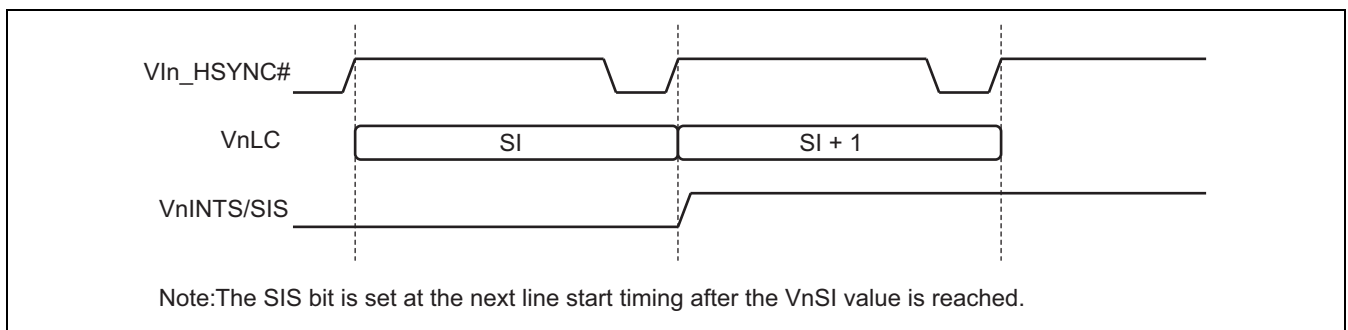 VIn_HSYNC#
VnLC
SI
SI + 1
VnINTS/SIS
Note:The SIS bit is set at the next line start timing after the VnSI value is reached.